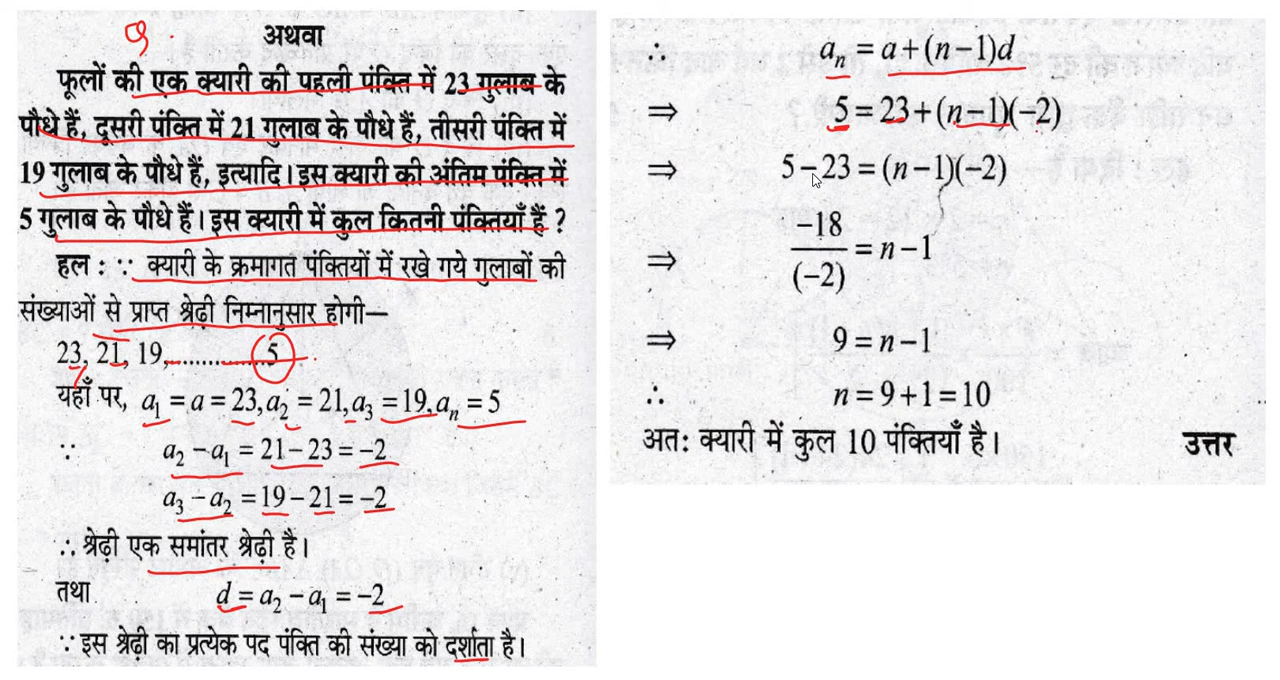 Q.
अथवा
फूलों की एक क्यारी की पहली पंक्ति में 23 गुलाब के
पौधे हैं, दूसरी पंक्ति में 21 गुलाब के पौधे हैं, तीसरी पंक्ति में
19 गुलाब के पौधे हैं, इत्यादि। इस क्यारी की अंतिम पंक्ति में
5 गुलाब के पौधे हैं। इस क्यारी में कुल कितनी पंक्तियाँ हैं ?
हल : ∵ क्यारी के क्रमागत पंक्तियों में रखे गये गुलाबों की
संख्याओं से प्राप्त श्रेढ़ी निम्नानुसार होगी—
23, 21, 19,...............5
यहाँ पर, a₁ = a = 23, a₂ = 21, a₃ = 19, aₙ = 5
∵ a₂ – a₁ = 21 – 23 = –2
a₃ – a₂ = 19 – 21 = –2
∴ श्रेढ़ी एक समांतर श्रेढ़ी है।
तथा d = a₂ – a₁ = –2
∵ इस श्रेढ़ी का प्रत्येक पद पंक्ति की संख्या को दर्शाता है।
∴ aₙ = a + (n – 1)d
⇒ 5 = 23 + (n – 1)(–2)
⇒ 5 – 23 = (n – 1)(–2)
⇒ –18/(–2) = n – 1
⇒ 9 = n – 1
∴ n = 9 + 1 = 10
अतः क्यारी में कुल 10 पंक्तियाँ है। उत्तर